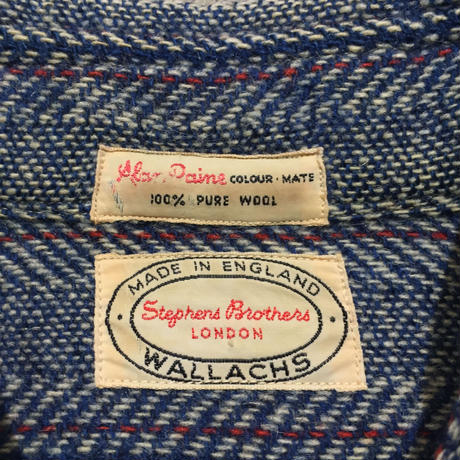 Alan Paine COLOUR · MATE
100% PURE WOOL
MADE IN ENGLAND
Stephens Brothers
LONDON
· WALLACHS ·